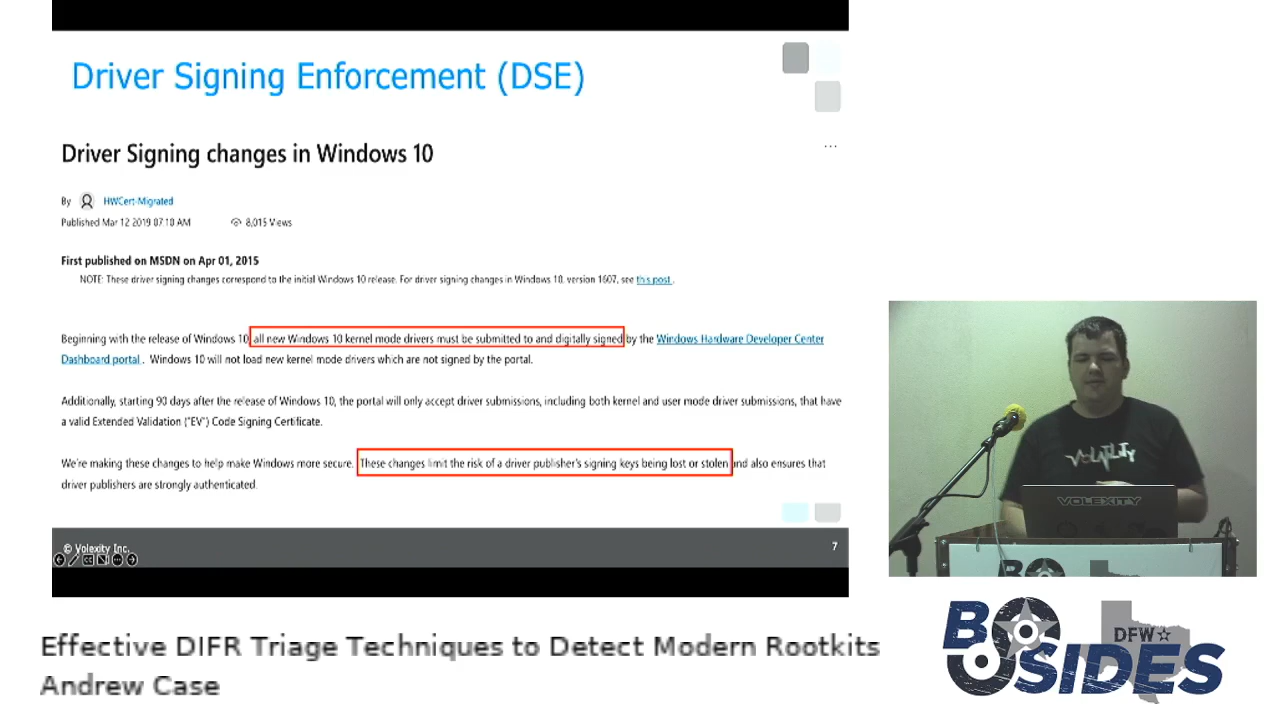 Driver Signing Enforcement (DSE)
Driver Signing changes in Windows 10
...
By HWCert-Migrated
Published Mar 12 2019 07:10 AM 8,015 Views
First published on MSDN on Apr 01, 2015
NOTE: These driver signing changes correspond to the initial Windows 10 release. For driver signing changes in Windows 10, version 1607, see this post.
Beginning with the release of Windows 10, all new Windows 10 kernel mode drivers must be submitted to and digitally signed by the Windows Hardware Developer Center
Dashboard portal. Windows 10 will not load new kernel mode drivers which are not signed by the portal.
Additionally, starting 90 days after the release of Windows 10, the portal will only accept driver submissions, including both kernel and user mode driver submissions, that have
a valid Extended Validation ("EV") Code Signing Certificate.
We're making these changes to help make Windows more secure. These changes limit the risk of a driver publisher's signing keys being lost or stolen and also ensures that
driver publishers are strongly authenticated.
© Volexity Inc.
7
VOLATILITY
VOLEXITY
BO
BO
SIDES
DFW
Effective DIFR Triage Techniques to Detect Modern Rootkits
Andrew Case